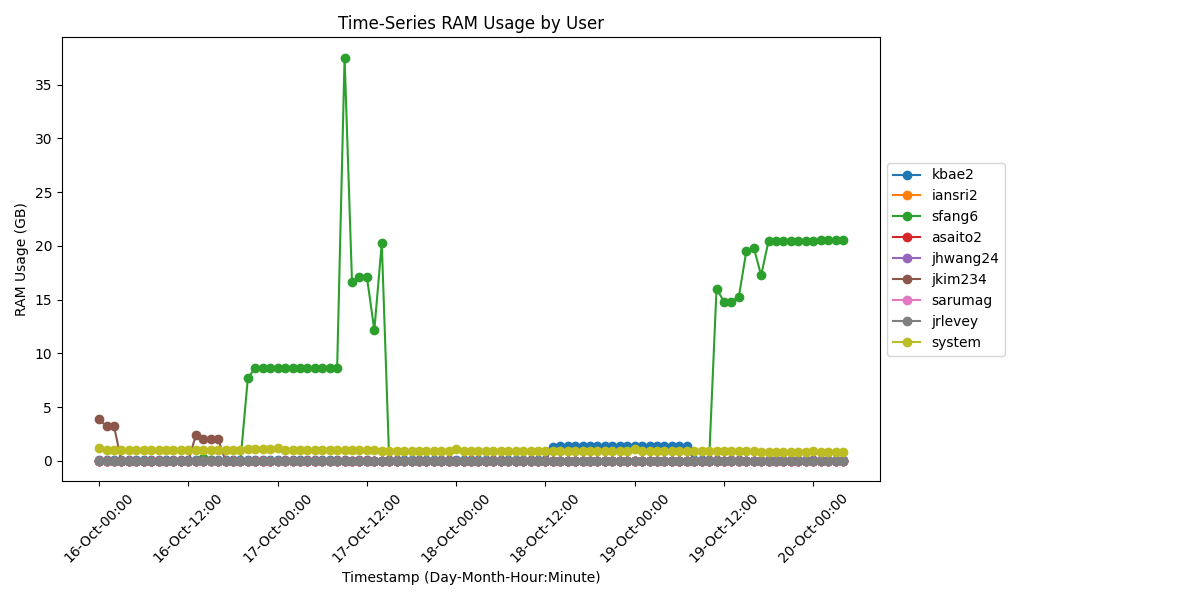 Time-Series RAM Usage by User
RAM Usage (GB)
35
30
25
20
15
10
5
0
16-Oct-00:00
16-Oct-12:00
17-Oct-00:00
17-Oct-12:00
18-Oct-00:00
18-Oct-12:00
19-Oct-00:00
19-Oct-12:00
20-Oct-00:00
Timestamp (Day-Month-Hour:Minute)
kbae2
iansri2
sfang6
asaito2
jhwang24
jkim234
sarumag
jrlevey
system